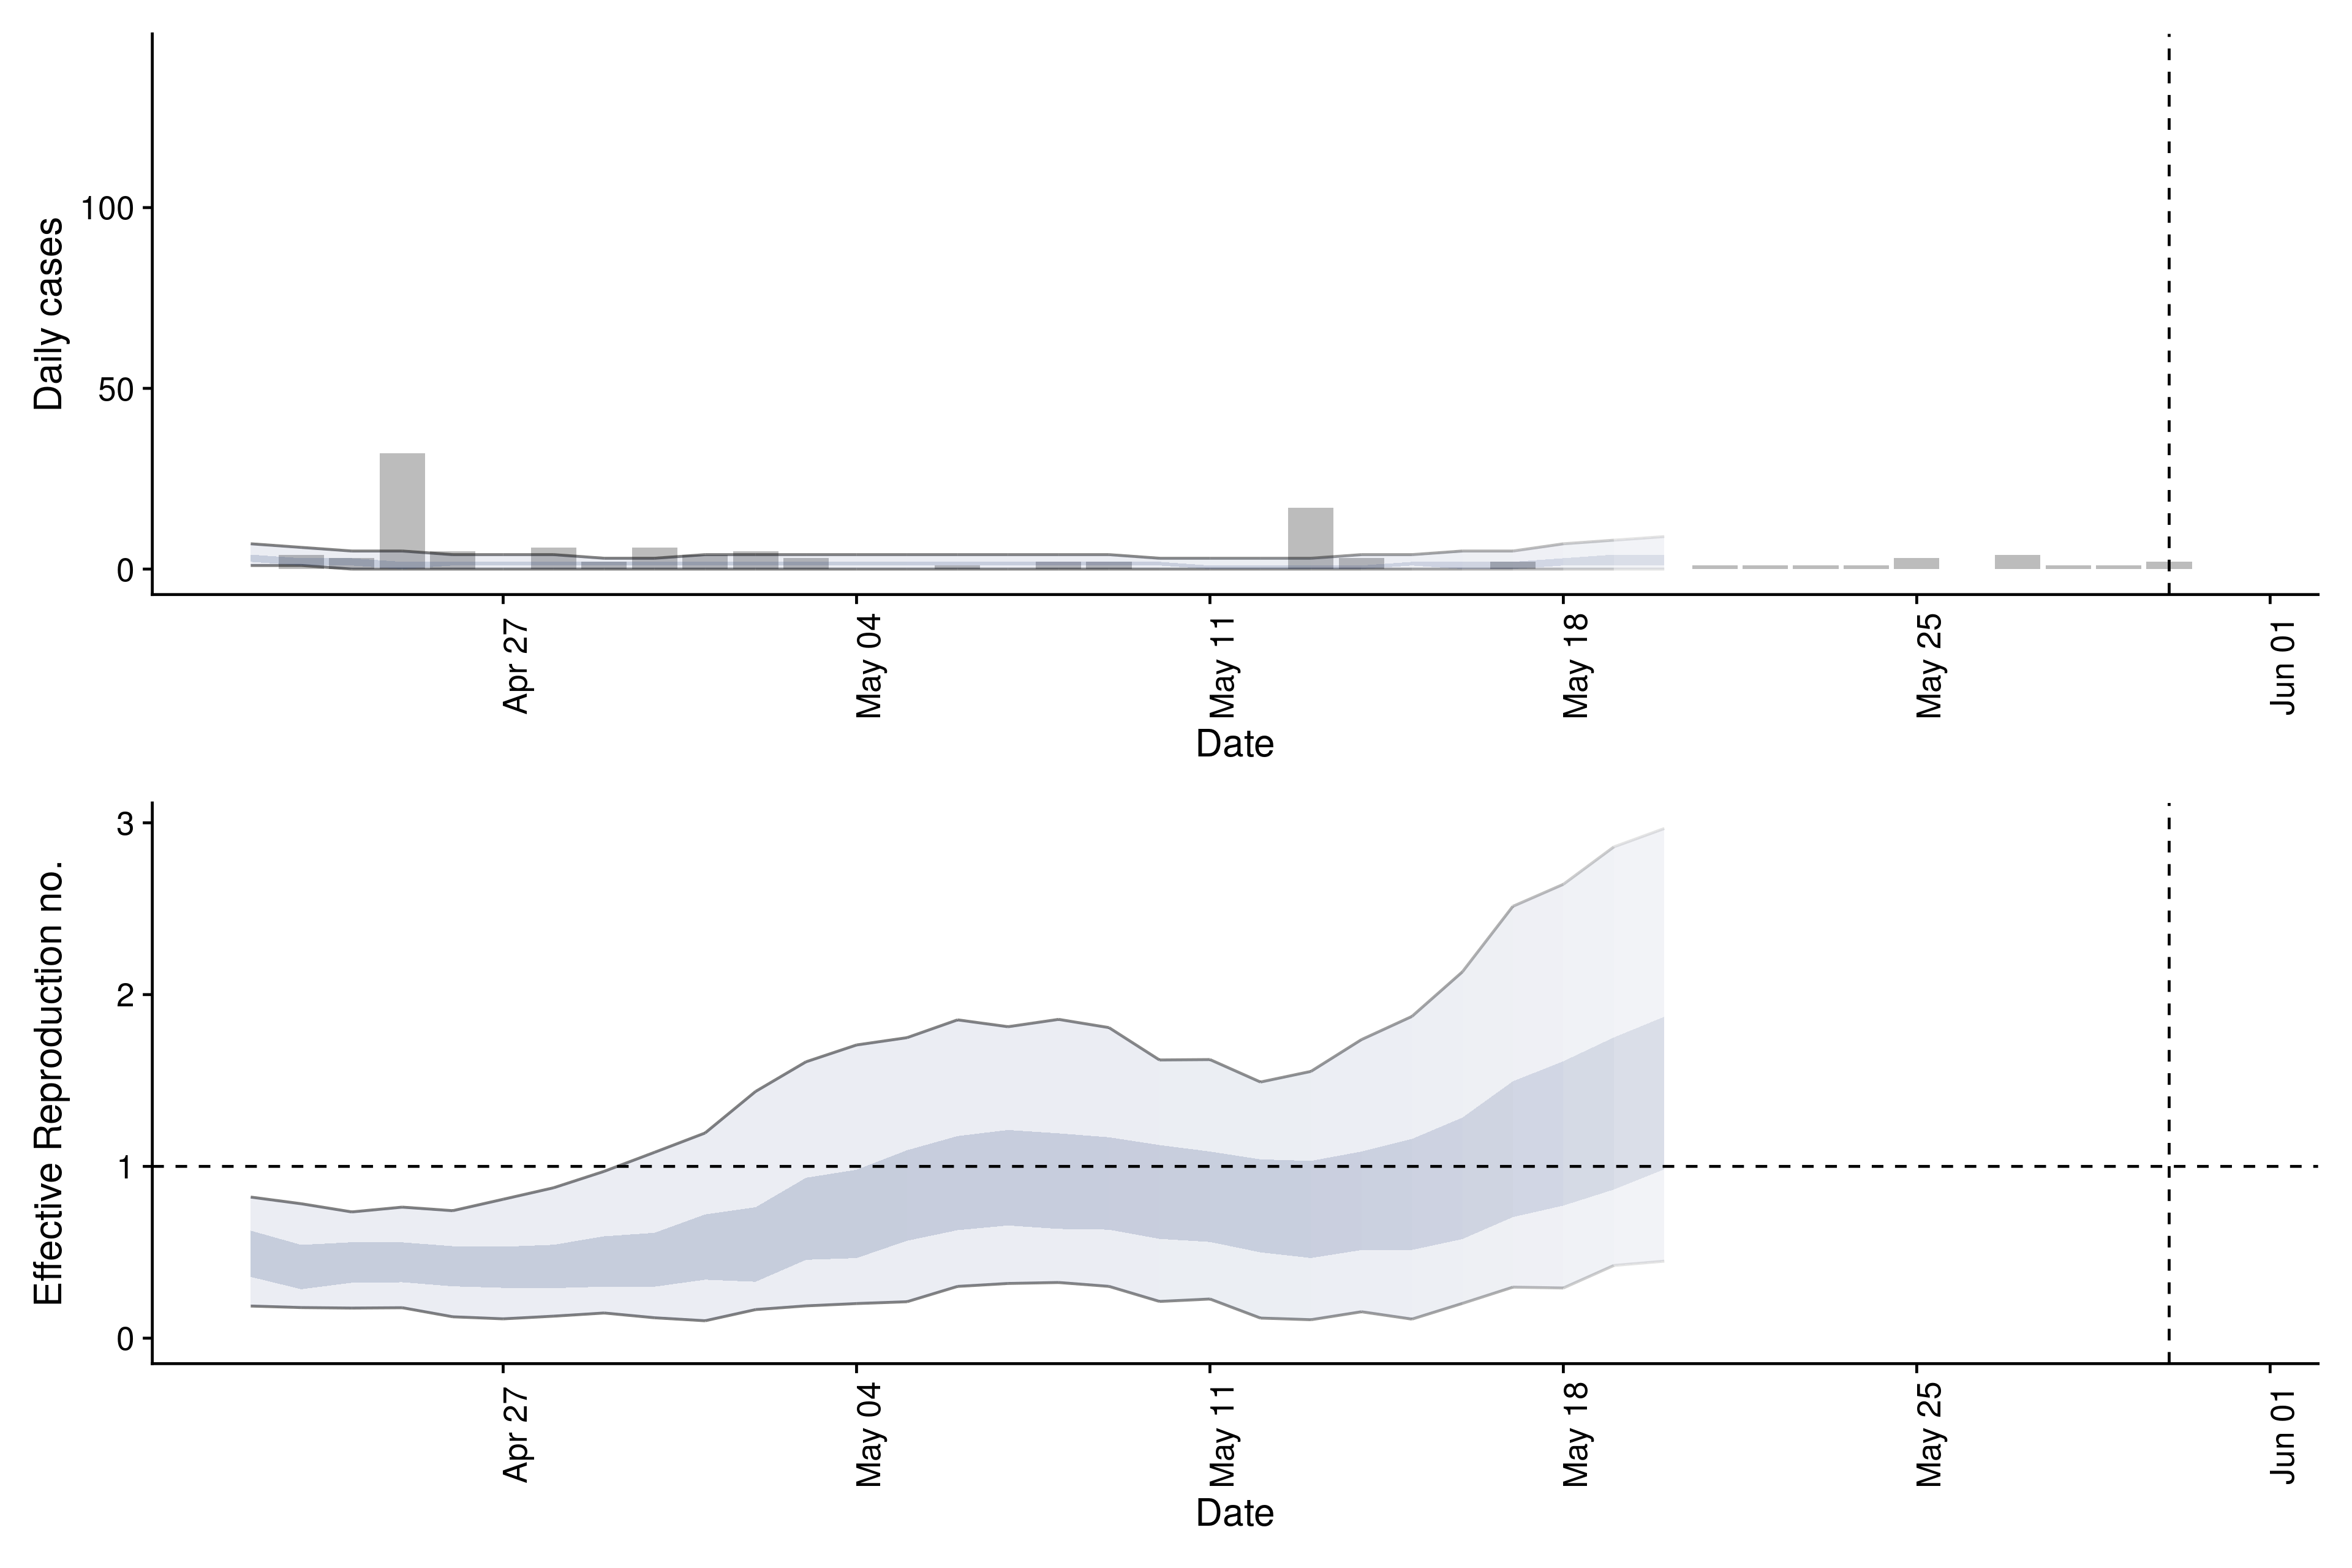 Daily cases
100
50
0
Apr 27
May 04
May 11
May 18
May 25
Jun 01
Date
Effective Reproduction no.
3
2
1
0
Apr 27
May 04
May 11
May 18
May 25
Jun 01
Date